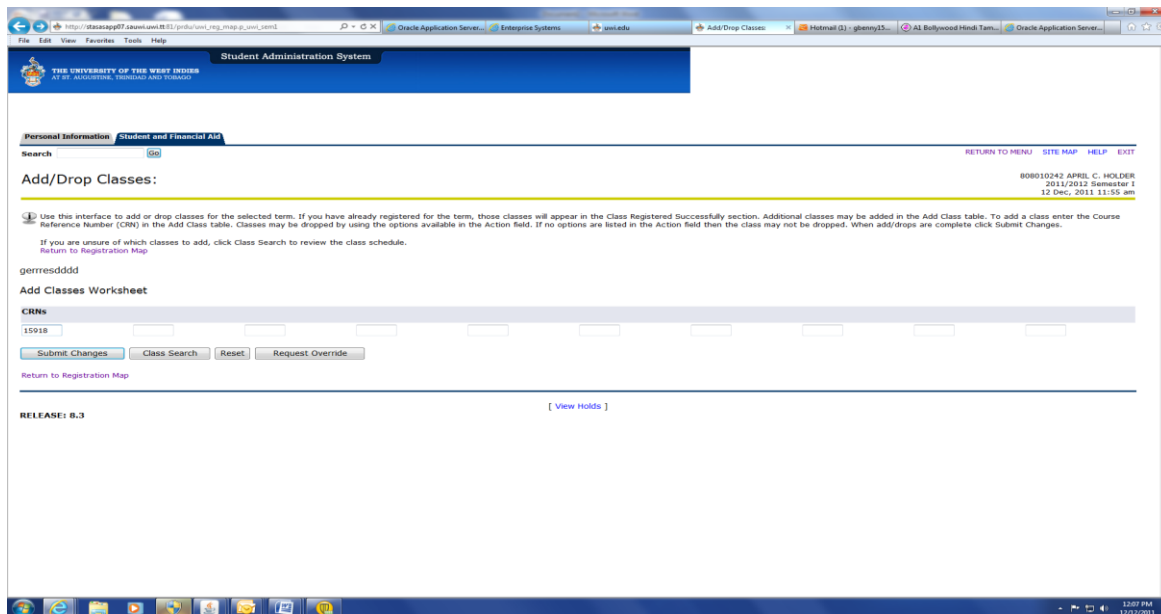 http://stasasapp07.sauwi.uwi.tt:81/prdu/uwi_reg_map.p_uwi_sem1
Oracle Application Server...
Enterprise Systems
uwi.edu
Add/Drop Classes:
Hotmail (1) - gbenny15...
A1 Bollywood Hindi Tam...
Oracle Application Server...
File Edit View Favorites Tools Help
Student Administration System
THE UNIVERSITY OF THE WEST INDIES
AT ST. AUGUSTINE, TRINIDAD AND TOBAGO
Personal Information Student and Financial Aid
Search Go
RETURN TO MENU SITE MAP HELP EXIT
Add/Drop Classes:
808010242 APRIL C. HOLDER
2011/2012 Semester I
12 Dec, 2011 11:55 am
Use this interface to add or drop classes for the selected term. If you have already registered for the term, those classes will appear in the Class Registered Successfully section. Additional classes may be added in the Add Class table. To add a class enter the Course
Reference Number (CRN) in the Add Class table. Classes may be dropped by using the options available in the Action field. If no options are listed in the Action field then the class may not be dropped. When add/drops are complete click Submit Changes.
If you are unsure of which classes to add, click Class Search to review the class schedule.
Return to Registration Map
gerrresdddd
Add Classes Worksheet
CRNs
15918
Submit Changes Class Search Reset Request Override
Return to Registration Map
[ View Holds ]
RELEASE: 8.3
12:07 PM
12/12/2011